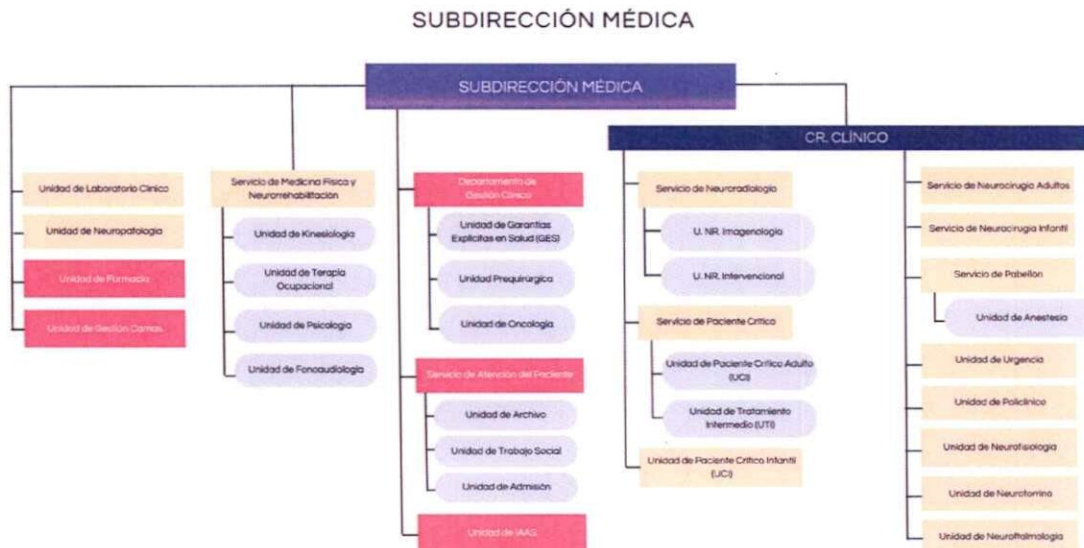 SUBDIRECCIÓN MÉDICA
SUBDIRECCIÓN MÉDICA
CR. CLÍNICO
Unidad de Laboratorio Clínico
Unidad de Neuropatología
Unidad de Farmacia
Unidad de Gestión Camas
Servicio de Medicina Física y
Neurorrehabilitación
Unidad de Kinesiología
Unidad de Terapia
Ocupacional
Unidad de Psicología
Unidad de Fonoaudiología
Departamento de
Gestión Clínico
Unidad de Garantías
Explícitas en Salud (GES)
Unidad Prequirúrgica
Unidad de Oncología
Servicio de Atención del Paciente
Unidad de Archivo
Unidad de Trabajo Social
Unidad de Admisión
Unidad de IAAS
Servicio de Neuroradiología
U. NR. Imagenología
U. NR. Intervencional
Servicio de Paciente Crítico
Unidad de Paciente Crítico Adulto
(UCI)
Unidad de Tratamiento
Intermedio (UTI)
Unidad de Paciente Crítico Infantil
(UCI)
Servicio de Neurocirugía Adultos
Servicio de Neurocirugía Infantil
Servicio de Pabellón
Unidad de Anestesia
Unidad de Urgencia
Unidad de Policlínico
Unidad de Neurofisiología
Unidad de Neurotorrino
Unidad de Neuroftalmología